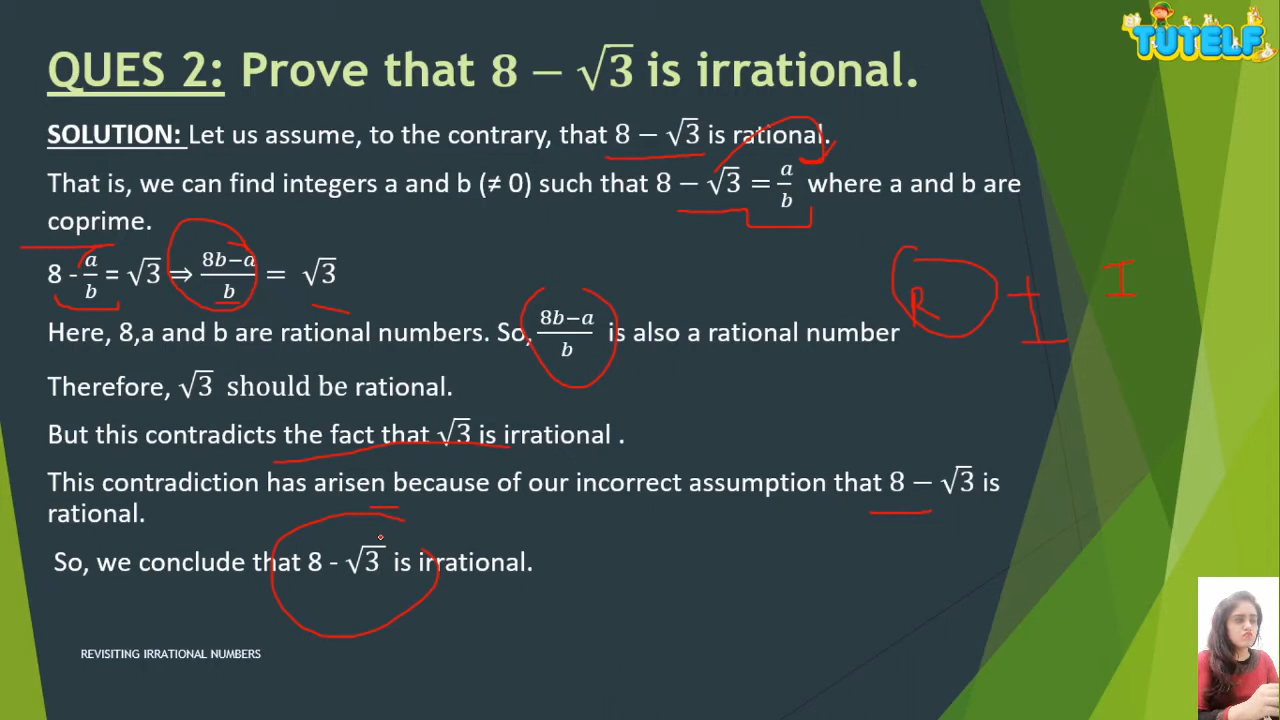 TUTELF
QUES 2: Prove that 8 − √3 is irrational.
SOLUTION: Let us assume, to the contrary, that 8 − √3 is rational.
That is, we can find integers a and b (≠ 0) such that 8 − √3 = a/b where a and b are
coprime.
8 - a/b = √3 ⇒ (8b−a)/b = √3
R ± I
Here, 8,a and b are rational numbers. So, (8b−a)/b is also a rational number
Therefore, √3 should be rational.
But this contradicts the fact that √3 is irrational .
This contradiction has arisen because of our incorrect assumption that 8 − √3 is
rational.
So, we conclude that 8 - √3 is irrational.
REVISITING IRRATIONAL NUMBERS